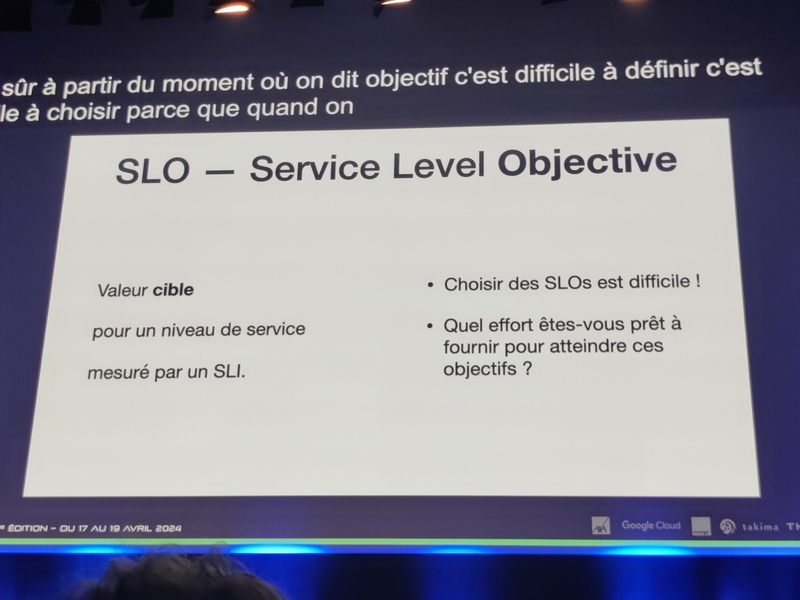 sûr à partir du moment où on dit objectif c'est difficile à définir c'est
à choisir parce que quand on
SLO — Service Level Objective
Valeur cible
pour un niveau de service
mesuré par un SLI.
• Choisir des SLOs est difficile !
• Quel effort êtes-vous prêt à
fournir pour atteindre ces
objectifs ?
ÉDITION - DU 17 AU 19 AVRIL 2024
Google Cloud
takima